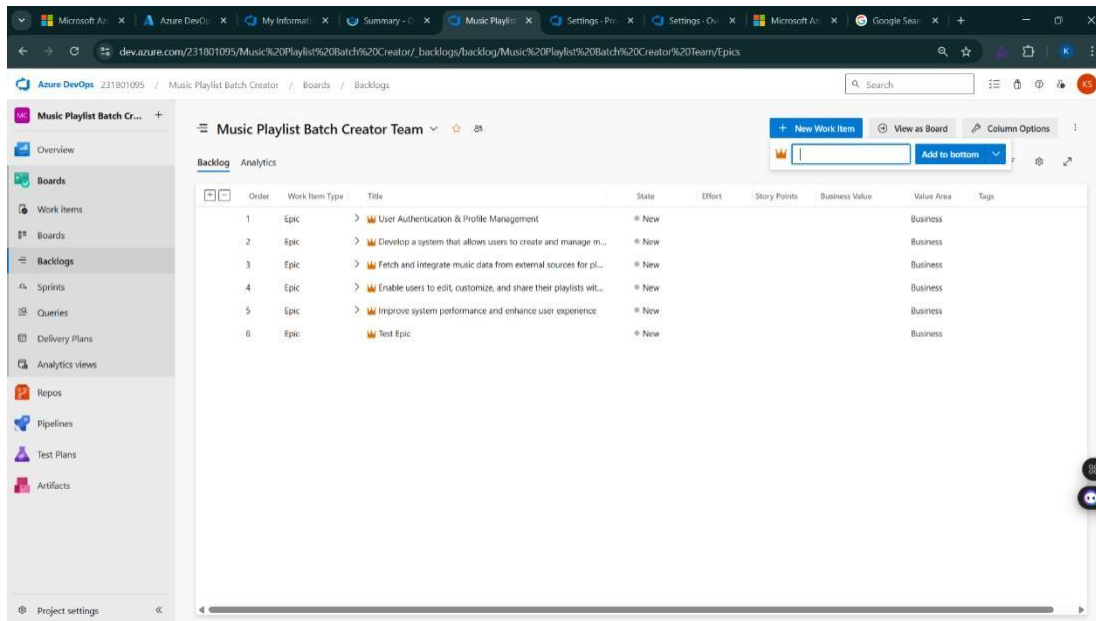 Microsoft Az
Azure DevOp
My Informati
Summary - O
Music Playlis
Settings - Pro
Settings - Ov
Microsoft Az
Google Sear
dev.azure.com/231801095/Music%20Playlist%20Batch%20Creator/_backlogs/backlog/Music%20Playlist%20Batch%20Creator%20Team/Epics
K
Azure DevOps 231801095 / Music Playlist Batch Creator / Boards / Backlogs
Search
KS
MC Music Playlist Batch Cr... +
Overview
Boards
Work items
Boards
Backlogs
Sprints
Queries
Delivery Plans
Analytics views
Repos
Pipelines
Test Plans
Artifacts
Project settings
Music Playlist Batch Creator Team
+ New Work Item
View as Board
Column Options
Add to bottom
Backlog Analytics
Order Work Item Type Title State Effort Story Points Business Value Value Area Tags
1 Epic User Authentication & Profile Management New Business
2 Epic Develop a system that allows users to create and manage m... New Business
3 Epic Fetch and integrate music data from external sources for pl... New Business
4 Epic Enable users to edit, customize, and share their playlists wit... New Business
5 Epic Improve system performance and enhance user experience New Business
6 Epic Test Epic New Business